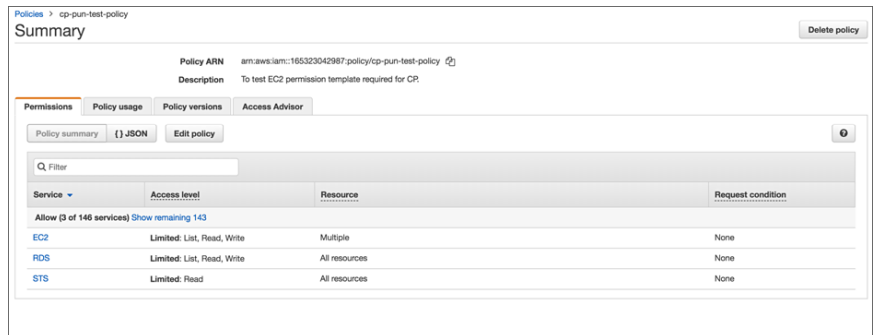 Policies > cp-pun-test-policy
Summary
Delete policy
Policy ARN arn:aws:iam::165323042987:policy/cp-pun-test-policy
Description To test EC2 permission template required for CP.
Permissions Policy usage Policy versions Access Advisor
Policy summary {} JSON Edit policy
Filter
Service Access level Resource Request condition
Allow (3 of 146 services) Show remaining 143
EC2 Limited: List, Read, Write Multiple None
RDS Limited: List, Read, Write All resources None
STS Limited: Read All resources None